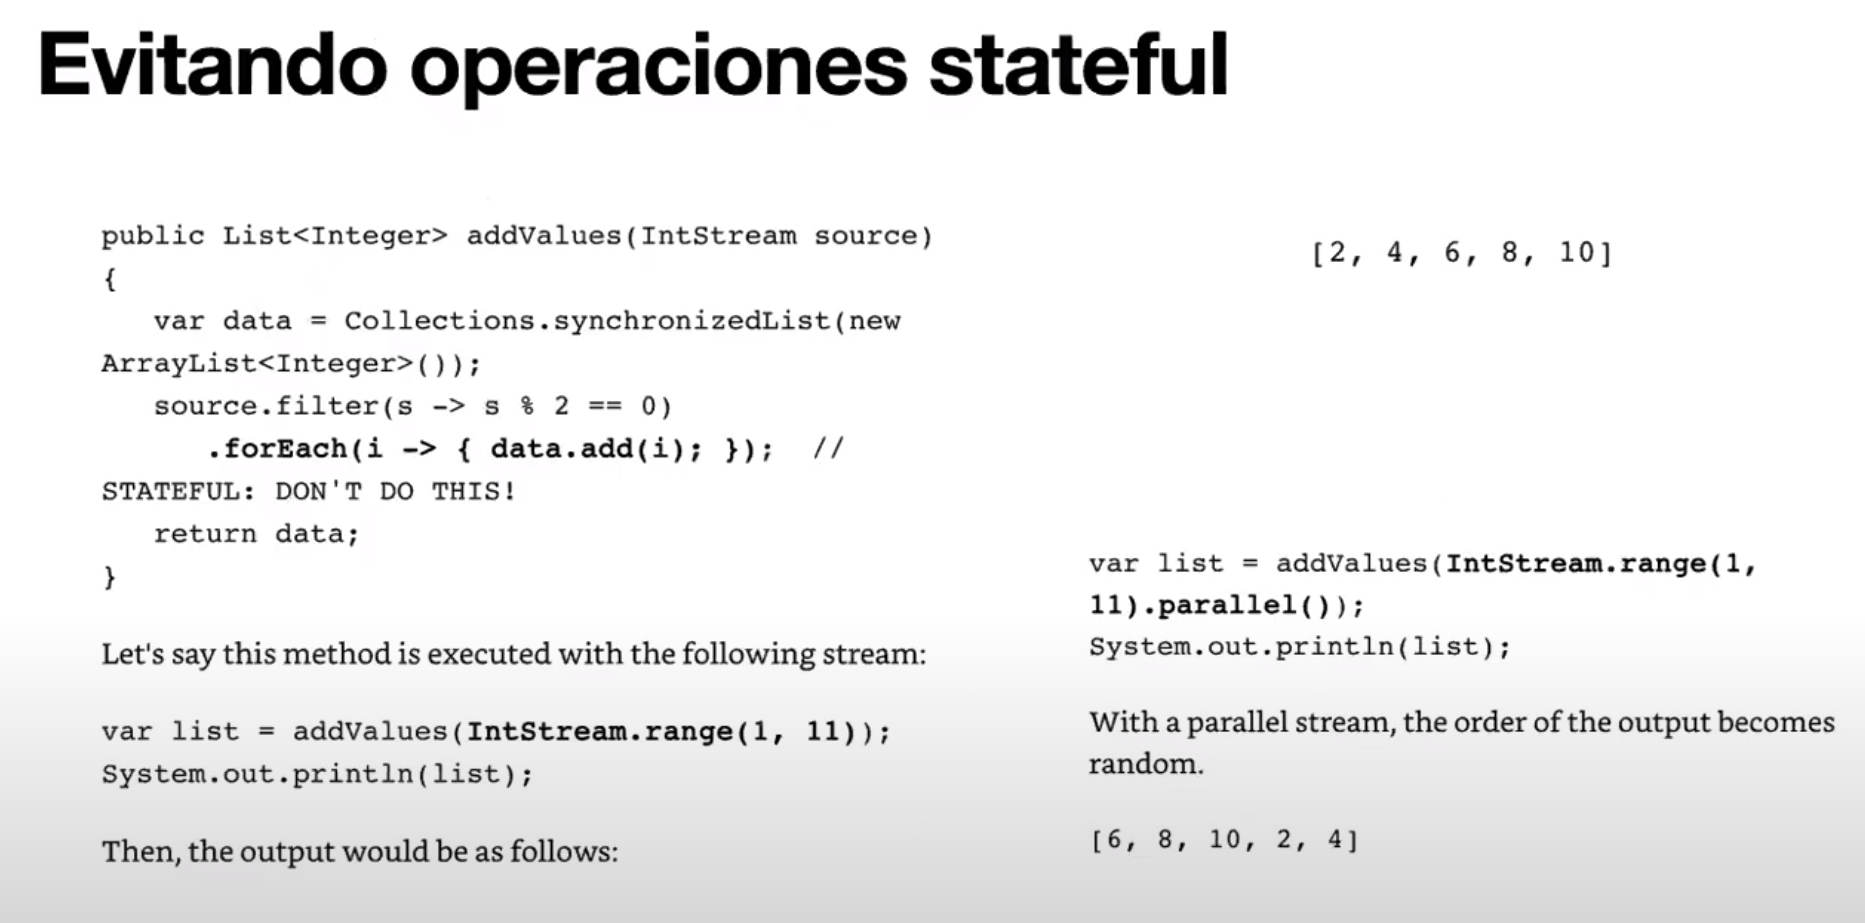 Evitando operaciones stateful
public List<Integer> addValues(IntStream source)
{
   var data = Collections.synchronizedList(new
ArrayList<Integer>());
   source.filter(s -> s % 2 == 0)
      .forEach(i -> { data.add(i); });  //
STATEFUL: DON'T DO THIS!
   return data;
}
Let's say this method is executed with the following stream:
var list = addValues(IntStream.range(1, 11));
System.out.println(list);
Then, the output would be as follows:
[2, 4, 6, 8, 10]
var list = addValues(IntStream.range(1,
11).parallel());
System.out.println(list);
With a parallel stream, the order of the output becomes
random.
[6, 8, 10, 2, 4]